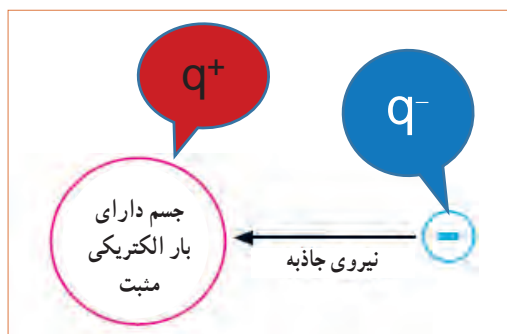 q⁺
q⁻
جسم دارای
بار الکتریکی
مثبت
نیروی جاذبه
−